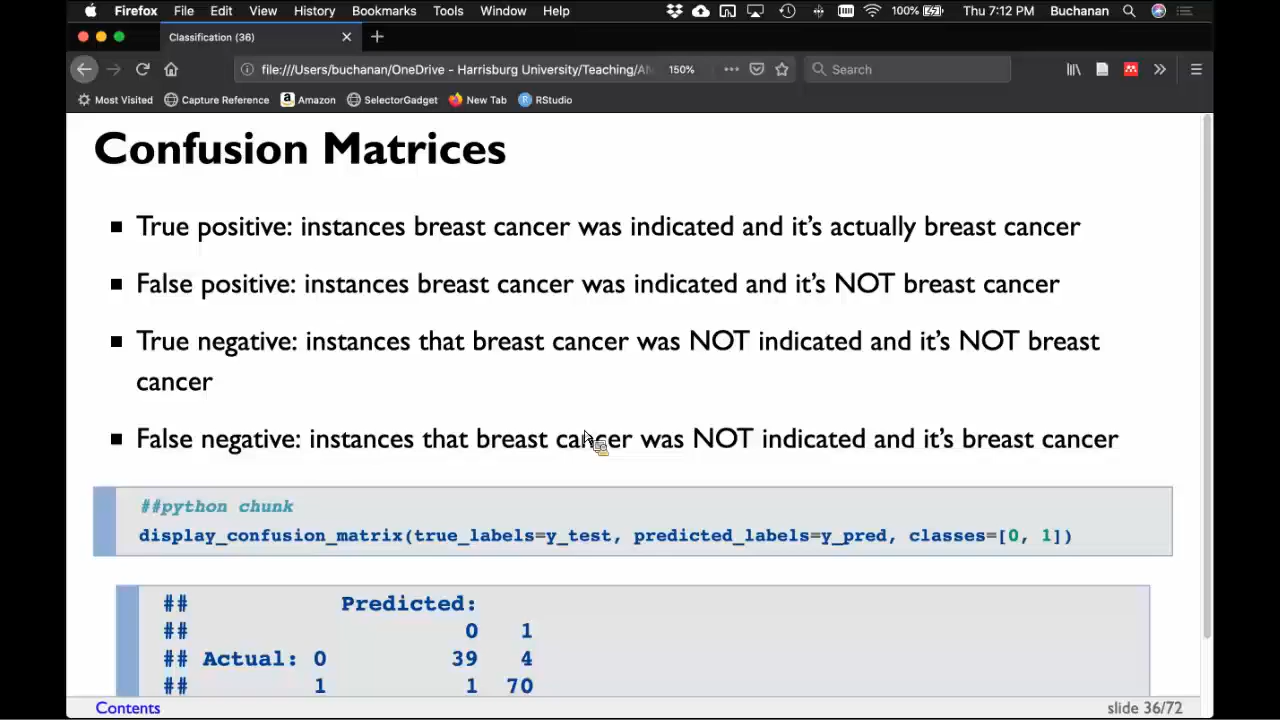 Firefox File Edit View History Bookmarks Tools Window Help 100% Thu 7:12 PM Buchanan
Classification (36)
file:///Users/buchanan/OneDrive - Harrisburg University/Teaching/ 150% Search
Most Visited Capture Reference Amazon SelectorGadget New Tab RStudio
Confusion Matrices
True positive: instances breast cancer was indicated and it's actually breast cancer
False positive: instances breast cancer was indicated and it's NOT breast cancer
True negative: instances that breast cancer was NOT indicated and it's NOT breast
cancer
False negative: instances that breast cancer was NOT indicated and it's breast cancer
##python chunk
display_confusion_matrix(true_labels=y_test, predicted_labels=y_pred, classes=[0, 1])
## Predicted:
## 0 1
## Actual: 0 39 4
## 1 1 70
Contents slide 36/72